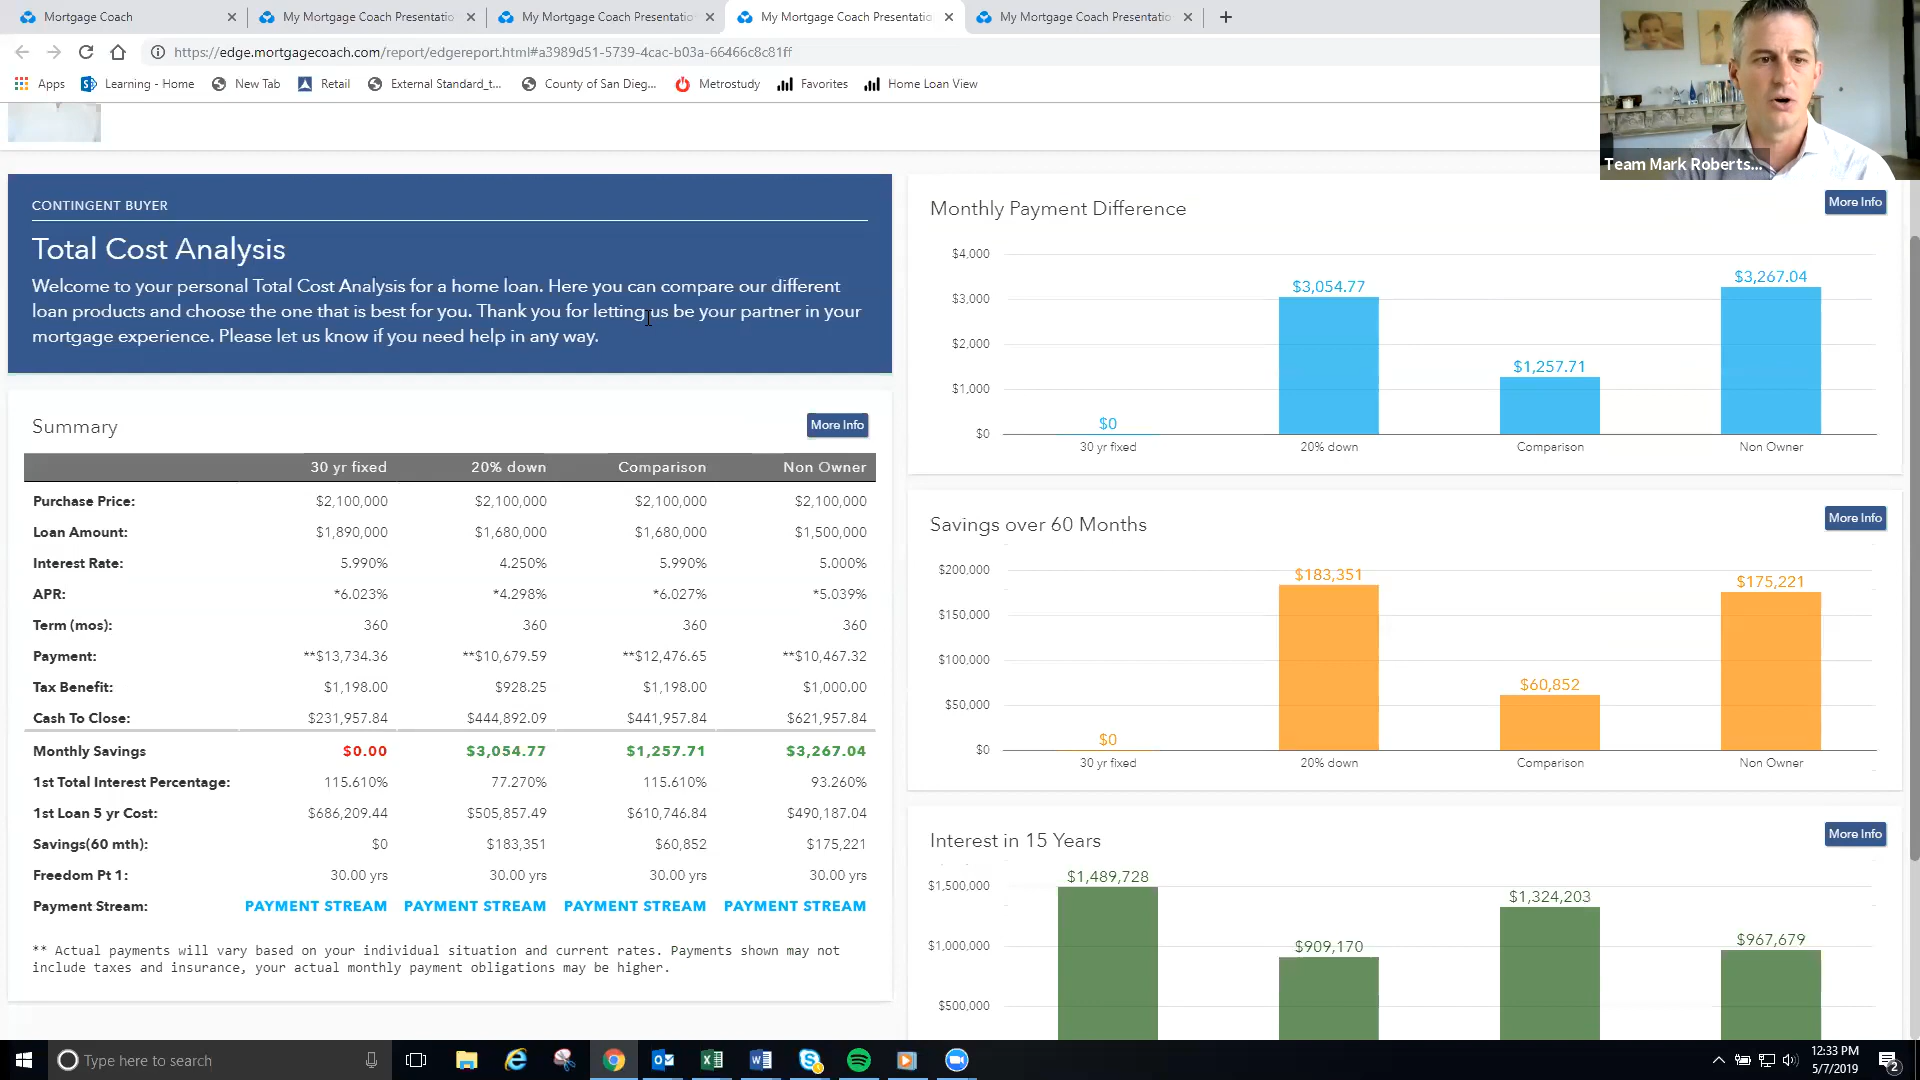 Mortgage Coach
My Mortgage Coach Presentatio
My Mortgage Coach Presentatio
My Mortgage Coach Presentatio
My Mortgage Coach Presentatio
https://edge.mortgagecoach.com/report/edgereport.html#a3989d51-5739-4cac-b03a-66466c8c81ff
Apps
Learning - Home
New Tab
Retail
External Standard_t...
County of San Dieg...
Metrostudy
Favorites
Home Loan View
Team Mark Roberts...
CONTINGENT BUYER
Total Cost Analysis
Welcome to your personal Total Cost Analysis for a home loan. Here you can compare our different
loan products and choose the one that is best for you. Thank you for letting us be your partner in your
mortgage experience. Please let us know if you need help in any way.
Summary
More Info
30 yr fixed 20% down Comparison Non Owner
Purchase Price: $2,100,000 $2,100,000 $2,100,000 $2,100,000
Loan Amount: $1,890,000 $1,680,000 $1,680,000 $1,500,000
Interest Rate: 5.990% 4.250% 5.990% 5.000%
APR: *6.023% *4.298% *6.027% *5.039%
Term (mos): 360 360 360 360
Payment: **$13,734.36 **$10,679.59 **$12,476.65 **$10,467.32
Tax Benefit: $1,198.00 $928.25 $1,198.00 $1,000.00
Cash To Close: $231,957.84 $444,892.09 $441,957.84 $621,957.84
Monthly Savings $0.00 $3,054.77 $1,257.71 $3,267.04
1st Total Interest Percentage: 115.610% 77.270% 115.610% 93.260%
1st Loan 5 yr Cost: $686,209.44 $505,857.49 $610,746.84 $490,187.04
Savings(60 mth): $0 $183,351 $60,852 $175,221
Freedom Pt 1: 30.00 yrs 30.00 yrs 30.00 yrs 30.00 yrs
Payment Stream: PAYMENT STREAM PAYMENT STREAM PAYMENT STREAM PAYMENT STREAM
** Actual payments will vary based on your individual situation and current rates. Payments shown may not
include taxes and insurance, your actual monthly payment obligations may be higher.
Monthly Payment Difference
More Info
$4,000
$3,000
$2,000
$1,000
$0
$0
$3,054.77
$1,257.71
$3,267.04
30 yr fixed 20% down Comparison Non Owner
Savings over 60 Months
More Info
$200,000
$150,000
$100,000
$50,000
$0
$0
$183,351
$60,852
$175,221
30 yr fixed 20% down Comparison Non Owner
Interest in 15 Years
More Info
$1,500,000
$1,000,000
$500,000
$1,489,728
$909,170
$1,324,203
$967,679
Type here to search
12:33 PM
5/7/2019
2